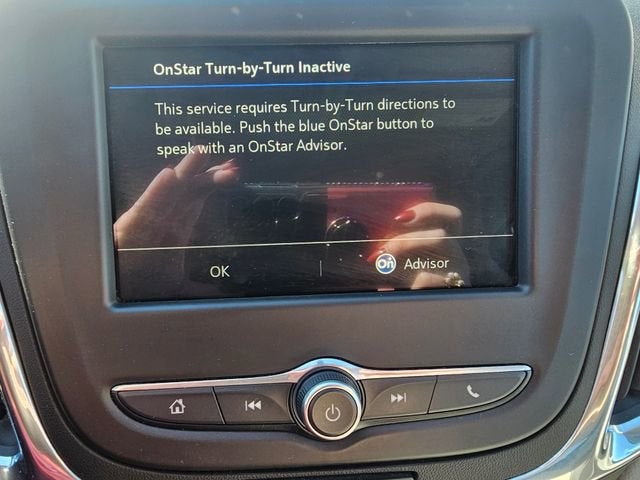 OnStar Turn-by-Turn Inactive
This service requires Turn-by-Turn directions to
be available. Push the blue OnStar button to
speak with an OnStar Advisor.
OK On Advisor